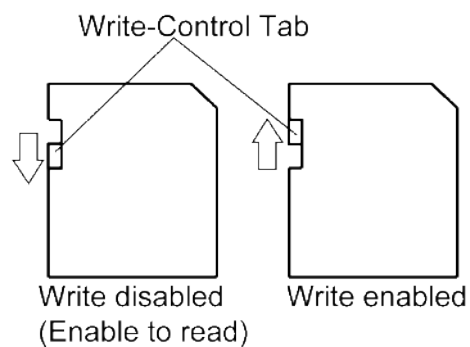 Write-Control Tab
Write disabled
(Enable to read)
Write enabled